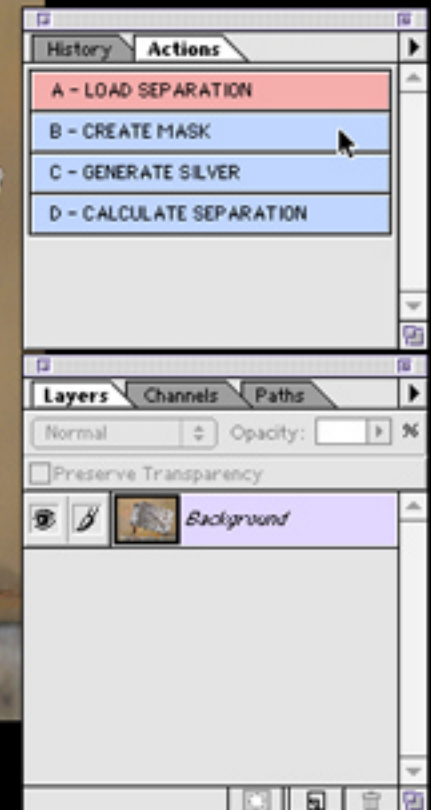 History Actions
A - LOAD SEPARATION
B - CREATE MASK
C - GENERATE SILVER
D - CALCULATE SEPARATION
Layers Channels Paths
Normal Opacity: %
Preserve Transparency
Background